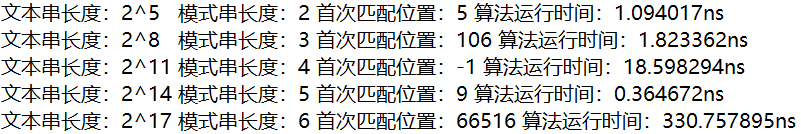 文本串长度：2^5 模式串长度：2 首次匹配位置：5 算法运行时间：1.094017ns
文本串长度：2^8 模式串长度：3 首次匹配位置：106 算法运行时间：1.823362ns
文本串长度：2^11 模式串长度：4 首次匹配位置：-1 算法运行时间：18.598294ns
文本串长度：2^14 模式串长度：5 首次匹配位置：9 算法运行时间：0.364672ns
文本串长度：2^17 模式串长度：6 首次匹配位置：66516 算法运行时间：330.757895ns